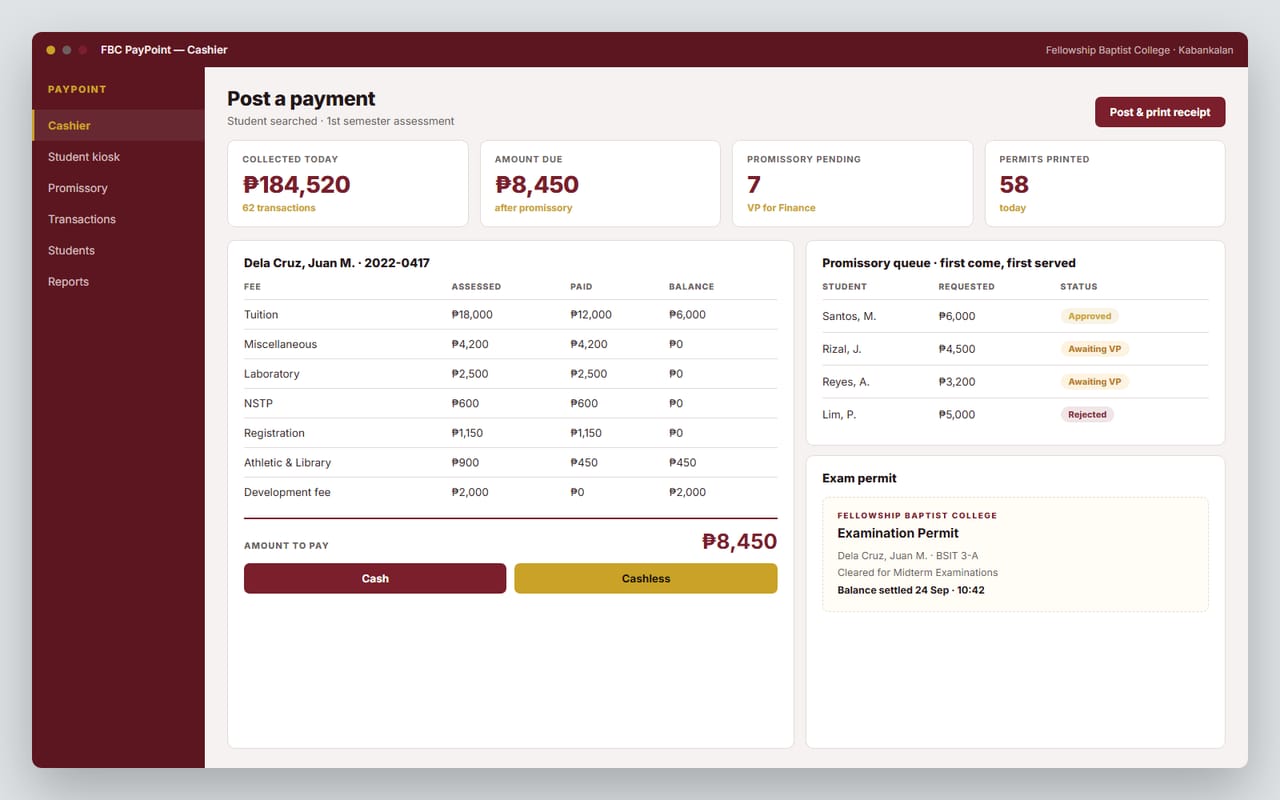 FBC PayPoint — Cashier
Fellowship Baptist College · Kabankalan
PAYPOINT
Cashier
Student kiosk
Promissory
Transactions
Students
Reports
Post a payment
Student searched · 1st semester assessment
Post & print receipt
COLLECTED TODAY
₱184,520
62 transactions
AMOUNT DUE
₱8,450
after promissory
PROMISSORY PENDING
7
VP for Finance
PERMITS PRINTED
58
today
Dela Cruz, Juan M. · 2022-0417
FEE ASSESSED PAID BALANCE
Tuition ₱18,000 ₱12,000 ₱6,000
Miscellaneous ₱4,200 ₱4,200 ₱0
Laboratory ₱2,500 ₱2,500 ₱0
NSTP ₱600 ₱600 ₱0
Registration ₱1,150 ₱1,150 ₱0
Athletic & Library ₱900 ₱450 ₱450
Development fee ₱2,000 ₱0 ₱2,000
AMOUNT TO PAY ₱8,450
Cash
Cashless
Promissory queue · first come, first served
STUDENT REQUESTED STATUS
Santos, M. ₱6,000 Approved
Rizal, J. ₱4,500 Awaiting VP
Reyes, A. ₱3,200 Awaiting VP
Lim, P. ₱5,000 Rejected
Exam permit
FELLOWSHIP BAPTIST COLLEGE
Examination Permit
Dela Cruz, Juan M. · BSIT 3-A
Cleared for Midterm Examinations
Balance settled 24 Sep · 10:42